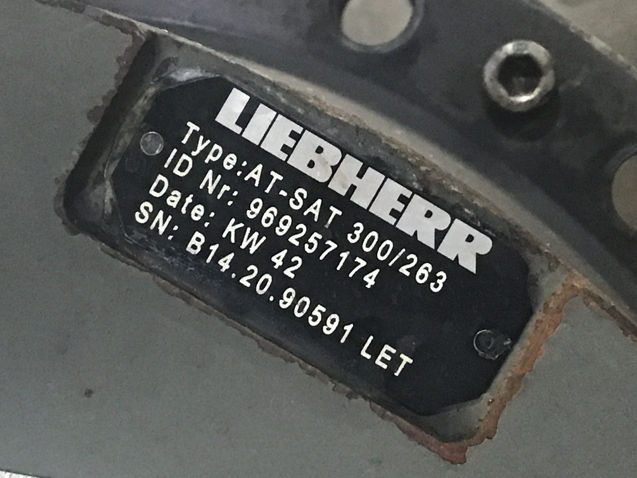 LIEBHERR
Type:AT-SAT 300/263
ID Nr: 969257174
Date: KW 42
SN: B14.20.90591 LET